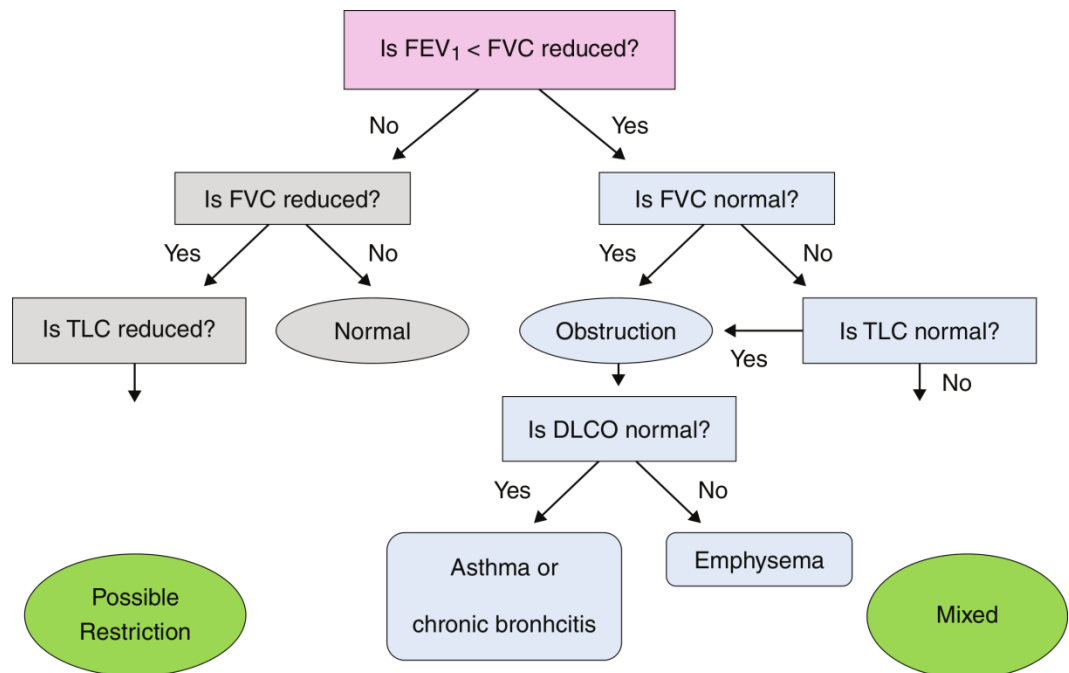 Is FEV₁ < FVC reduced?
No
Yes
Is FVC reduced?
Is FVC normal?
Yes
No
Yes
No
Is TLC reduced?
Normal
Obstruction
Is TLC normal?
Yes
No
Is DLCO normal?
Yes
No
Asthma or
chronic bronhcitis
Emphysema
Possible
Restriction
Mixed